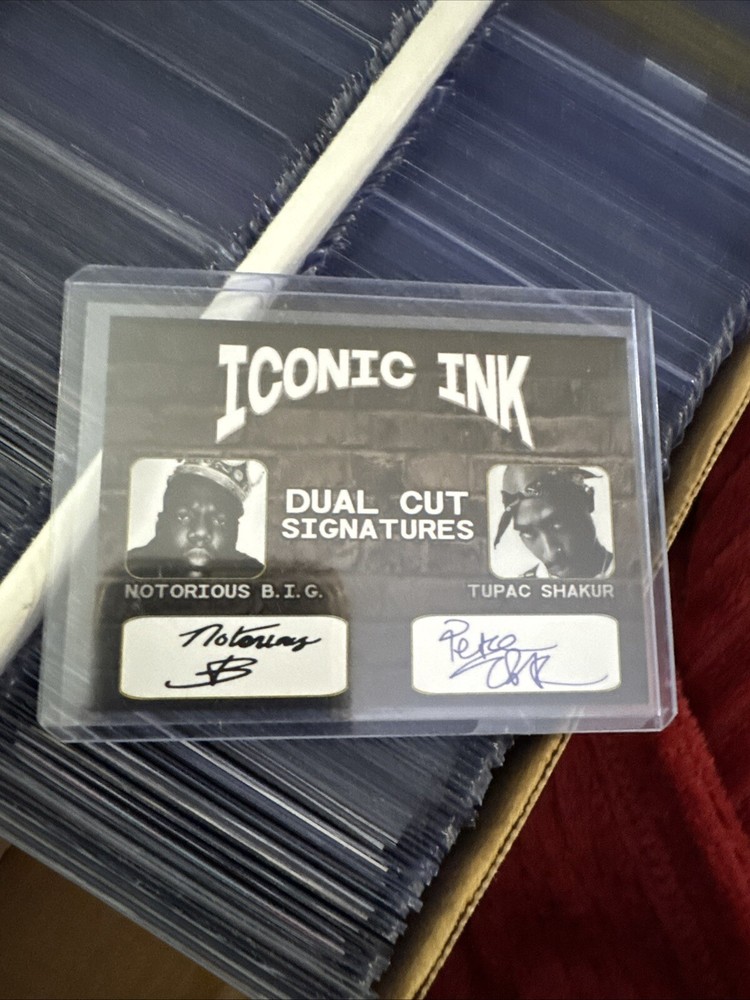 ICONIC INK
DUAL CUT
SIGNATURES
NOTORIOUS B.I.G.
TUPAC SHAKUR
Notorious